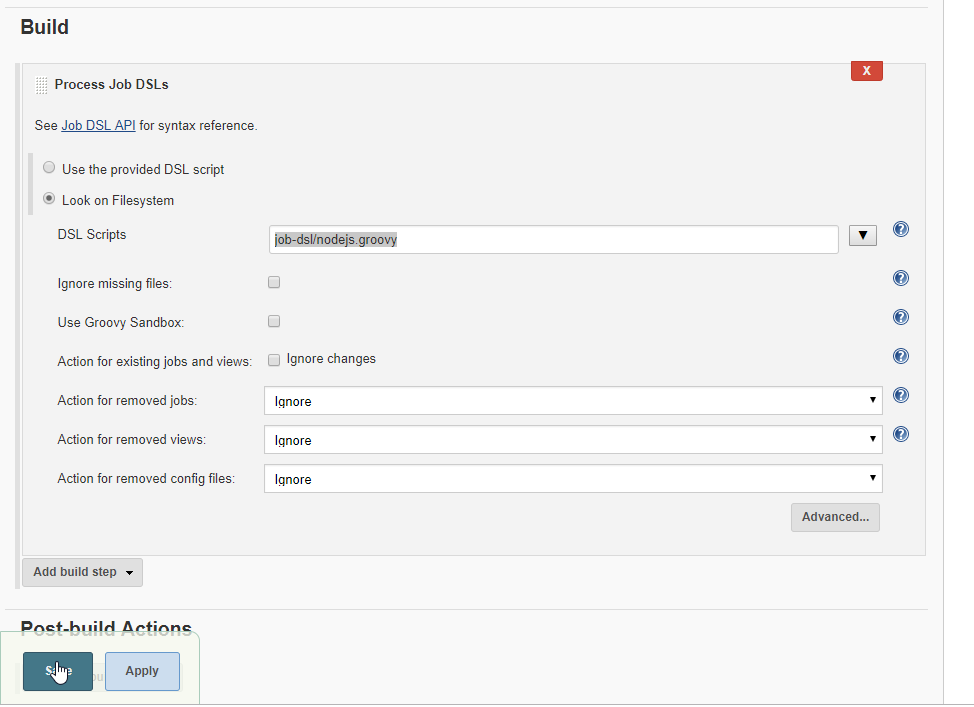 Build
Process Job DSLs
X
See Job DSL API for syntax reference.
Use the provided DSL script
Look on Filesystem
DSL Scripts
job-dsl/nodejs.groovy
▼
?
Ignore missing files:
?
Use Groovy Sandbox:
?
Action for existing jobs and views:
Ignore changes
?
Action for removed jobs:
Ignore
?
Action for removed views:
Ignore
?
Action for removed config files:
Ignore
Advanced...
Add build step
Post-build Actions
Apply